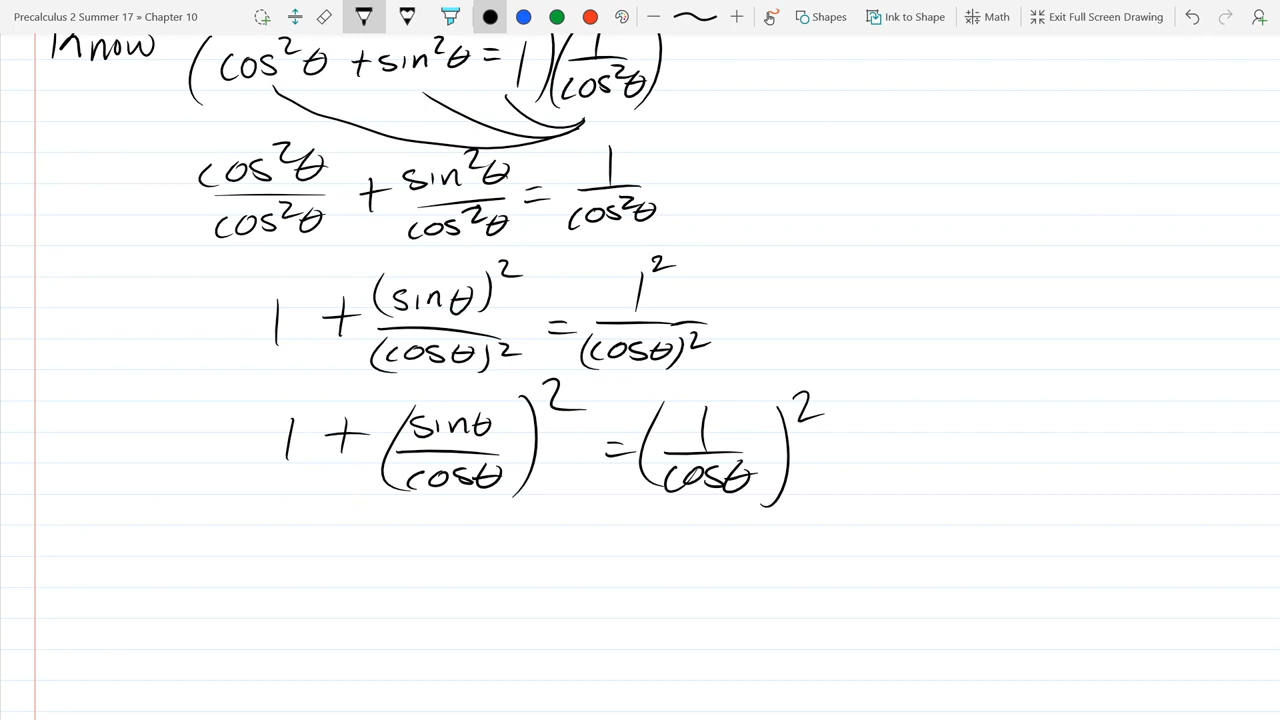 Precalculus 2 Summer 17 » Chapter 10 Shapes Ink to Shape Math Exit Full Screen Drawing
Know (cos²θ + sin²θ = 1)(1/cos²θ)
cos²θ/cos²θ + sin²θ/cos²θ = 1/cos²θ
1 + (sinθ)²/(cosθ)² = 1²/(cosθ)²
1 + (sinθ/cosθ)² = (1/cosθ)²